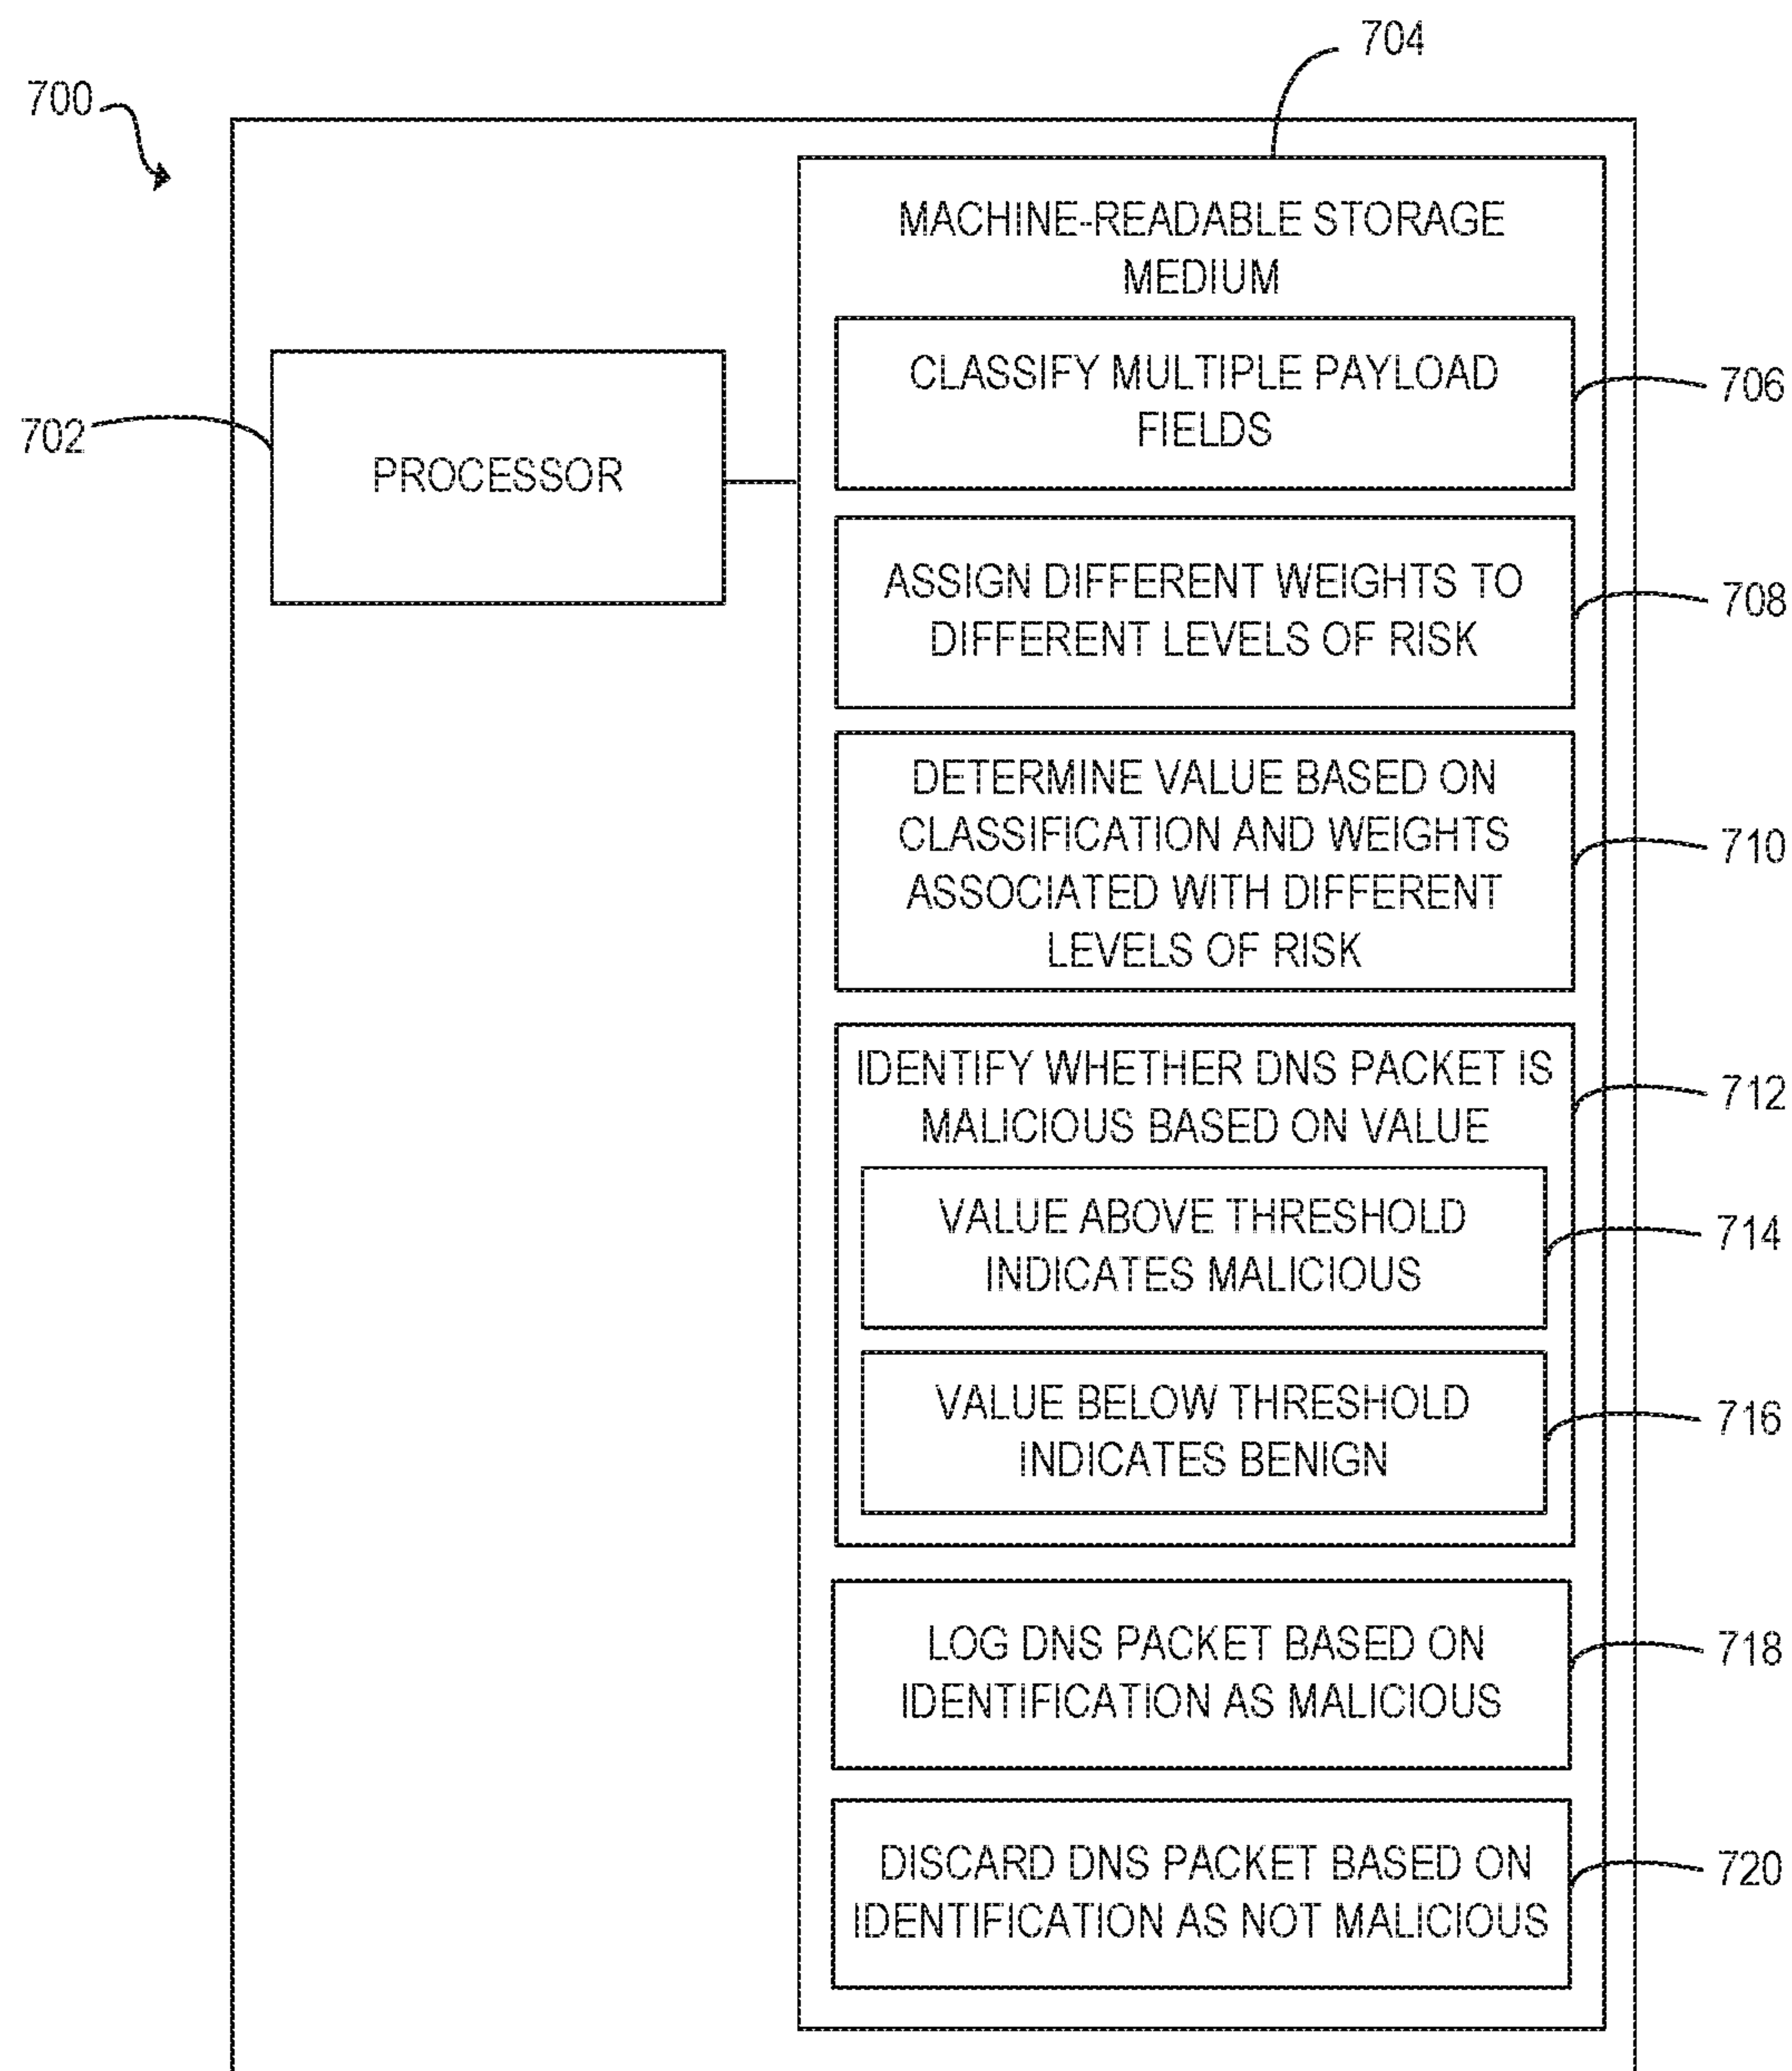 704
700
MACHINE-READABLE STORAGE
MEDIUM
CLASSIFY MULTIPLE PAYLOAD
FIELDS
706
702
PROCESSOR
ASSIGN DIFFERENT WEIGHTS TO
DIFFERENT LEVELS OF RISK
708
DETERMINE VALUE BASED ON
CLASSIFICATION AND WEIGHTS
ASSOCIATED WITH DIFFERENT
LEVELS OF RISK
710
IDENTIFY WHETHER DNS PACKET IS
MALICIOUS BASED ON VALUE
712
VALUE ABOVE THRESHOLD
INDICATES MALICIOUS
714
VALUE BELOW THRESHOLD
INDICATES BENIGN
716
LOG DNS PACKET BASED ON
IDENTIFICATION AS MALICIOUS
718
DISCARD DNS PACKET BASED ON
IDENTIFICATION AS NOT MALICIOUS
720